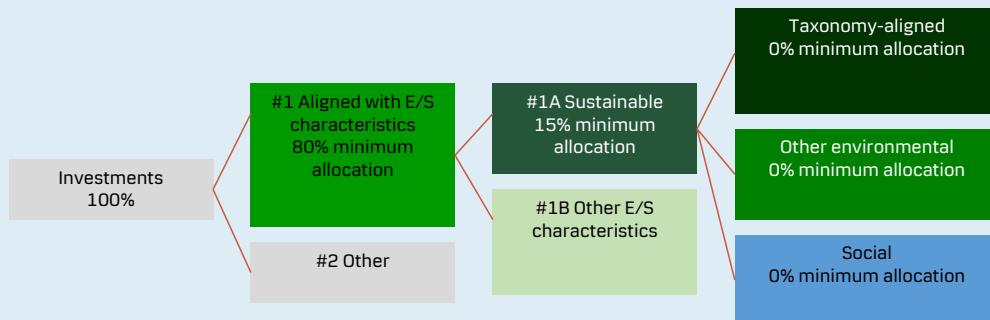 Investments
100%
#1 Aligned with E/S
characteristics
80% minimum
allocation
#2 Other
#1A Sustainable
15% minimum
allocation
#1B Other E/S
characteristics
Taxonomy-aligned
0% minimum allocation
Other environmental
0% minimum allocation
Social
0% minimum allocation